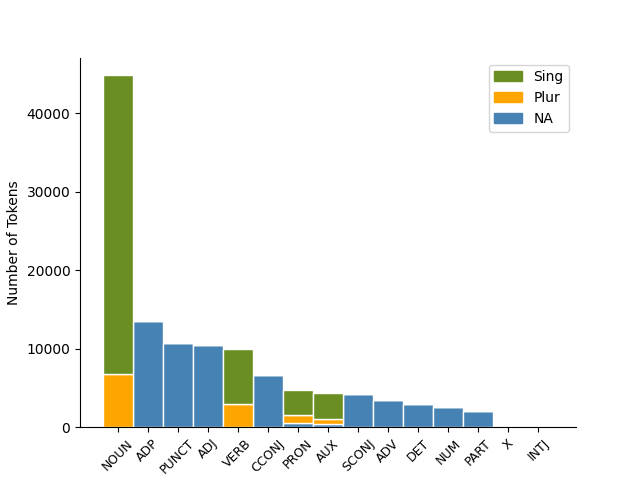 Sing
Plur
NA
Number of Tokens
40000
30000
20000
10000
0
NOUN
ADP
PUNCT
ADJ
VERB
CCONJ
PRON
AUX
SCONJ
ADV
DET
NUM
PART
X
INTJ